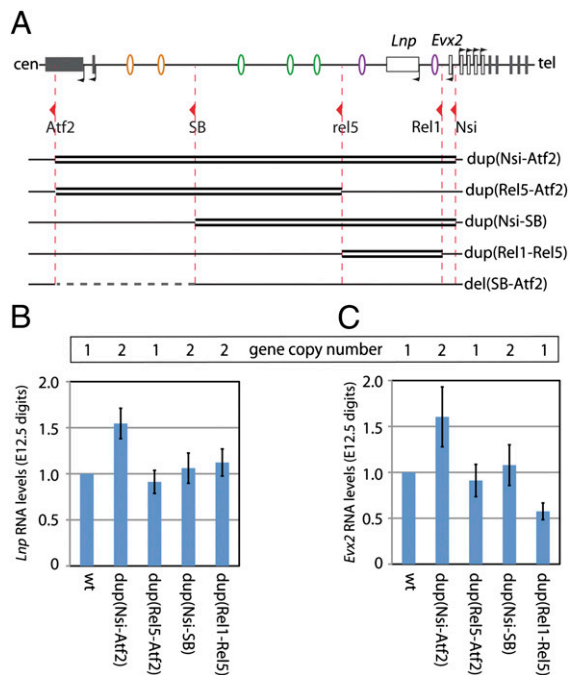 A
Lnp Evx2
cen tel
Atf2 SB rel5 Rel1 Nsi
dup(Nsi-Atf2)
dup(Rel5-Atf2)
dup(Nsi-SB)
dup(Rel1-Rel5)
del(SB-Atf2)
B C
1 2 1 2 2 gene copy number 1 2 1 2 1
Lnp RNA levels (E12.5 digits)
2.0
1.5
1.0
0.5
0
wt
dup(Nsi-Atf2)
dup(Rel5-Atf2)
dup(Nsi-SB)
dup(Rel1-Rel5)
Evx2 RNA levels (E12.5 digits)
2.0
1.5
1.0
0.5
0
wt
dup(Nsi-Atf2)
dup(Rel5-Atf2)
dup(Nsi-SB)
dup(Rel1-Rel5)